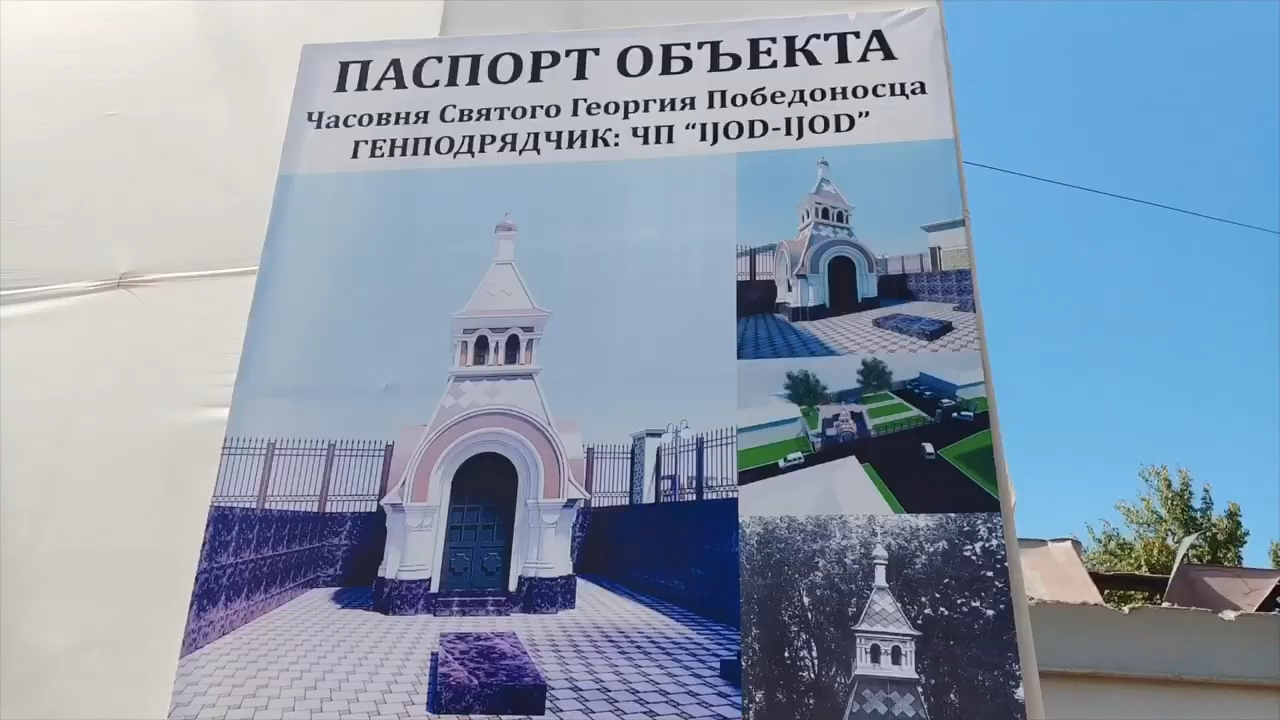 ПАСПОРТ ОБЪЕКТА
Часовня Святого Георгия Победоносца
ГЕНПОДРЯДЧИК: ЧП “IJOD-IJOD”